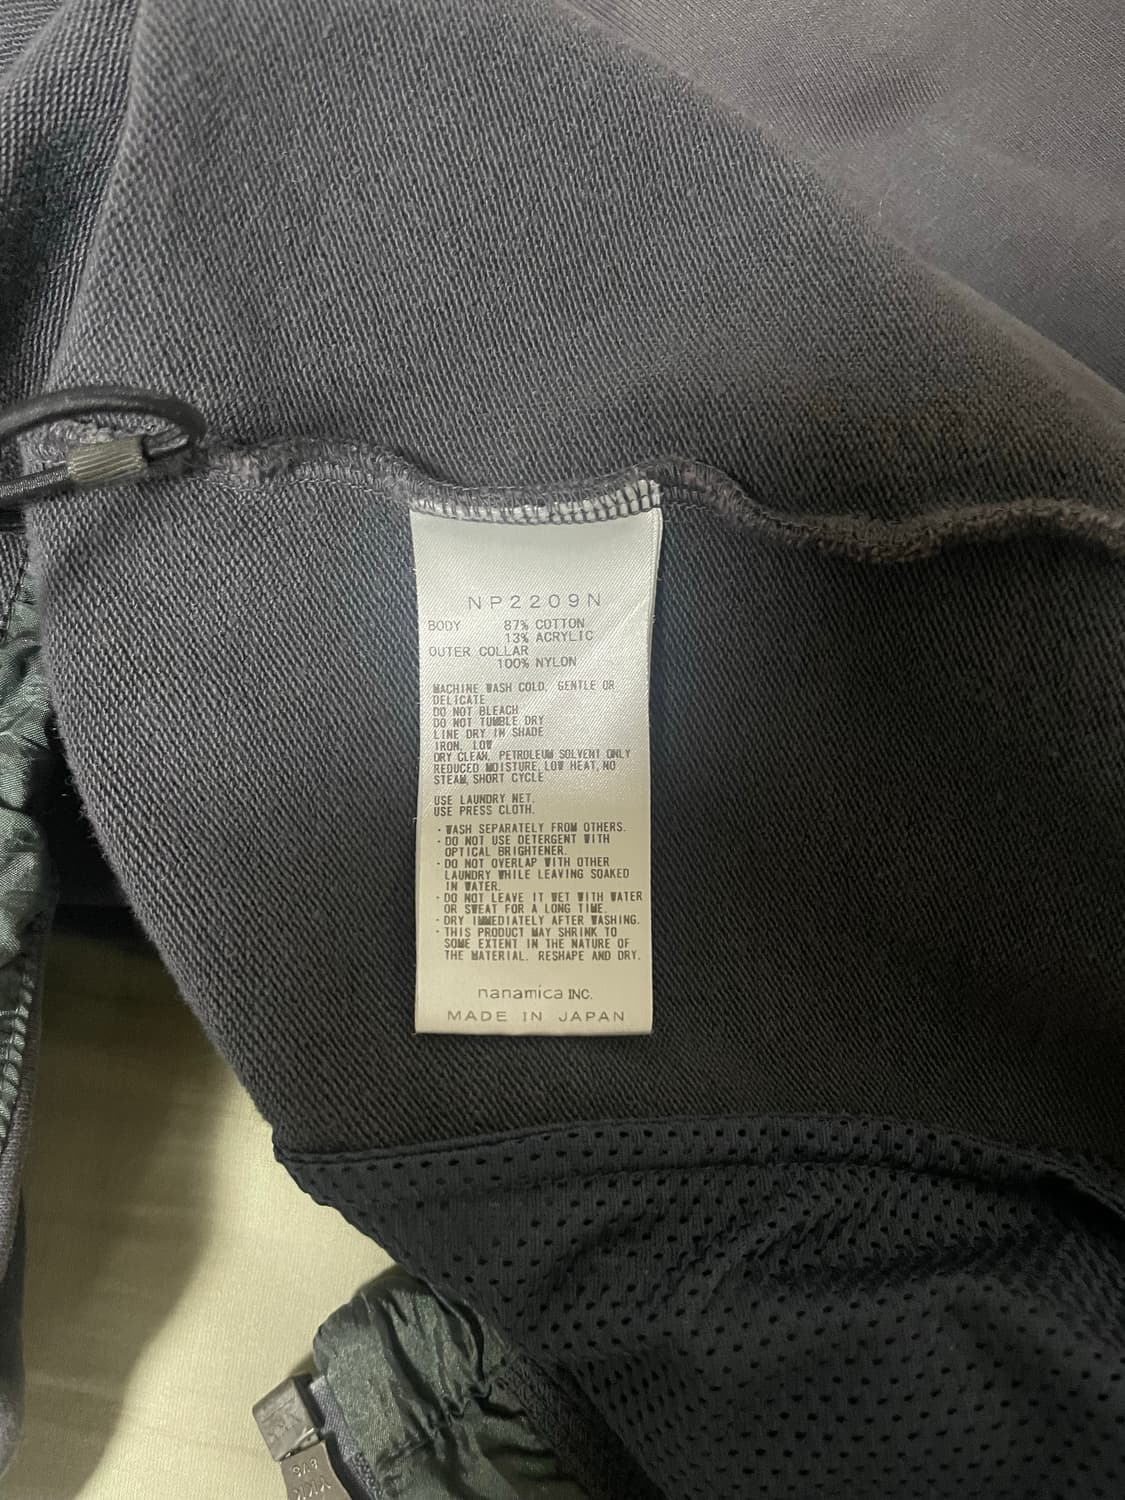 NP2209N
BODY 87% COTTON
13% ACRYLIC
OUTER COLLAR
100% NYLON
MACHINE WASH COLD, GENTLE OR
DELICATE
DO NOT BLEACH
DO NOT TUMBLE DRY
LINE DRY IN SHADE
IRON, LOW
DRY CLEAN, PETROLEUM SOLVENT ONLY
REDUCED MOISTURE, LOW HEAT, NO
STEAM, SHORT CYCLE
USE LAUNDRY NET.
USE PRESS CLOTH.
・WASH SEPARATELY FROM OTHERS.
・DO NOT USE DETERGENT WITH
OPTICAL BRIGHTENER.
・DO NOT OVERLAP WITH OTHER
LAUNDRY WHILE LEAVING SOAKED
IN WATER.
・DO NOT LEAVE IT WET WITH WATER
OR SWEAT FOR A LONG TIME.
・DRY IMMEDIATELY AFTER WASHING.
・THIS PRODUCT MAY SHRINK TO
SOME EXTENT IN THE NATURE OF
THE MATERIAL. RESHAPE AND DRY.
nanamica INC.
MADE IN JAPAN